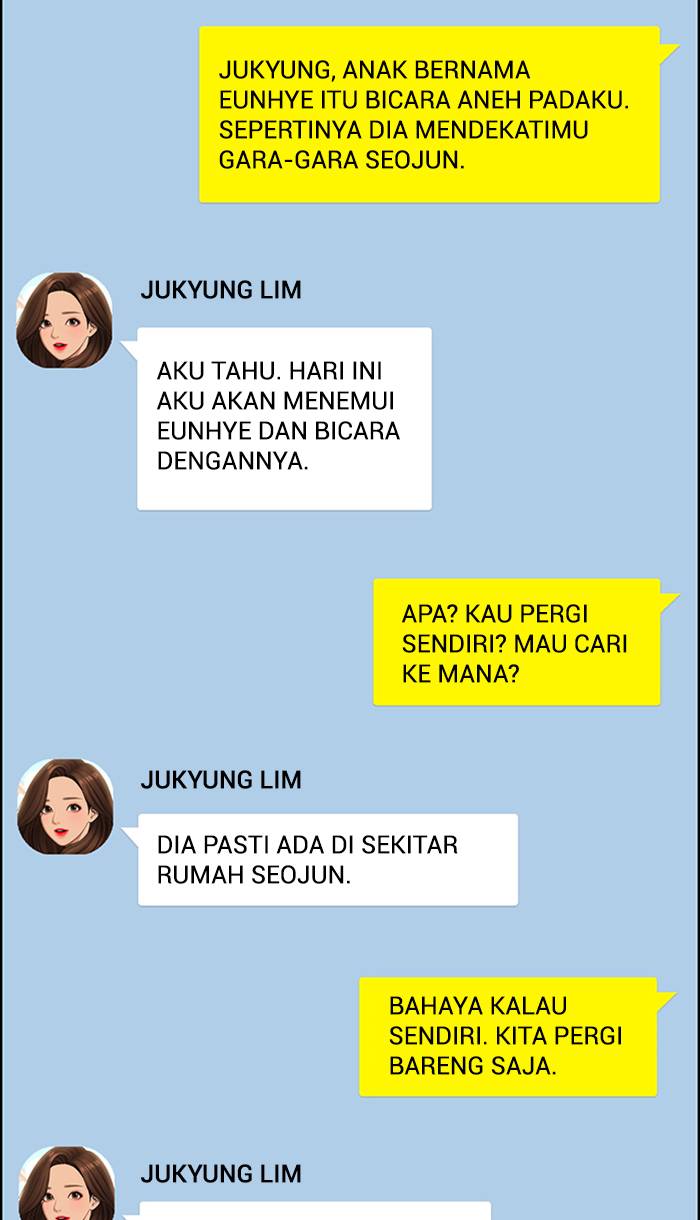 JUKYUNG, ANAK BERNAMA
EUNHYE ITU BICARA ANEH PADAKU.
SEPERTINYA DIA MENDEKATIMU
GARA-GARA SEOJUN.
JUKYUNG LIM
AKU TAHU. HARI INI
AKU AKAN MENEMUI
EUNHYE DAN BICARA
DENGANNYA.
APA? KAU PERGI
SENDIRI? MAU CARI
KE MANA?
JUKYUNG LIM
DIA PASTI ADA DI SEKITAR
RUMAH SEOJUN.
BAHAYA KALAU
SENDIRI. KITA PERGI
BARENG SAJA.
JUKYUNG LIM